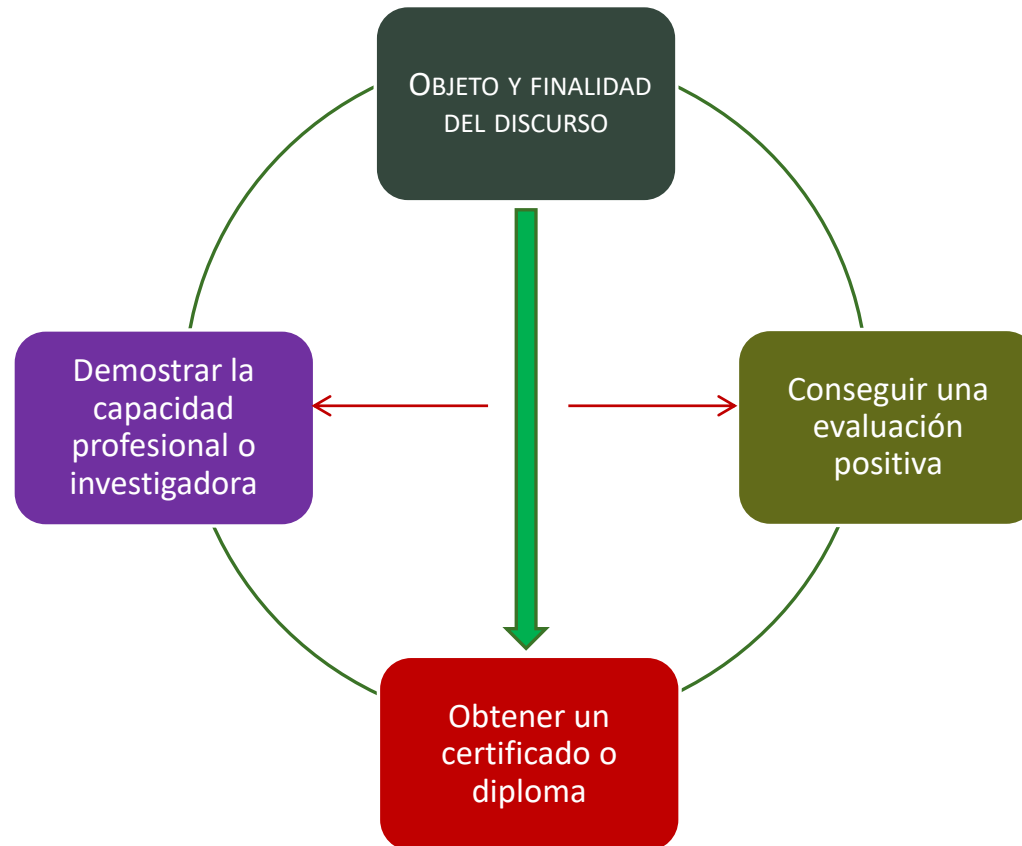 OBJETO Y FINALIDAD
DEL DISCURSO
Demostrar la
capacidad
profesional o
investigadora
Conseguir una
evaluación
positiva
Obtener un
certificado o
diploma